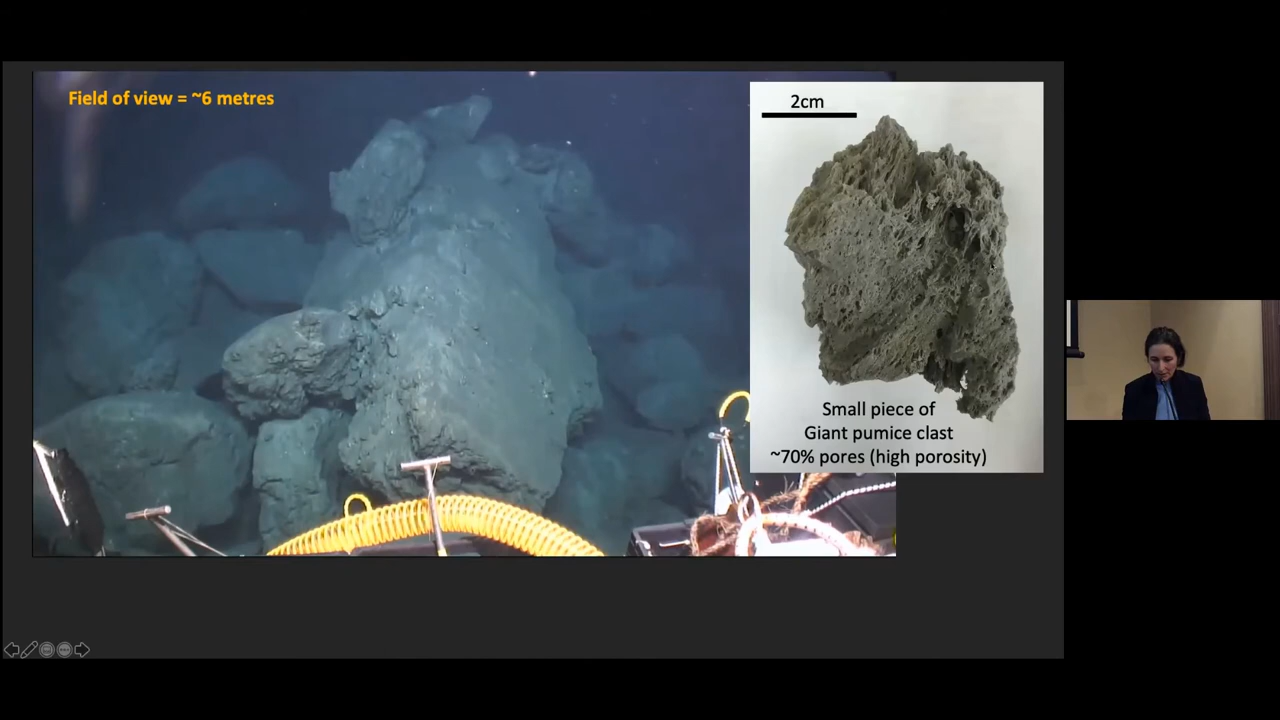 Field of view = ~6 metres
2cm
Small piece of
Giant pumice clast
~70% pores (high porosity)